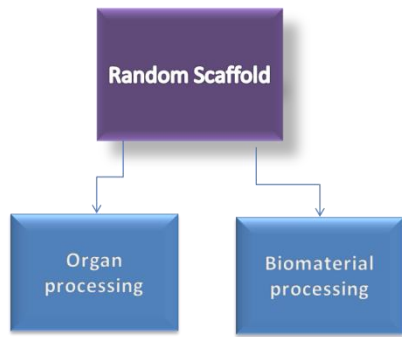 Random Scaffold
Organ
processing
Biomaterial
processing